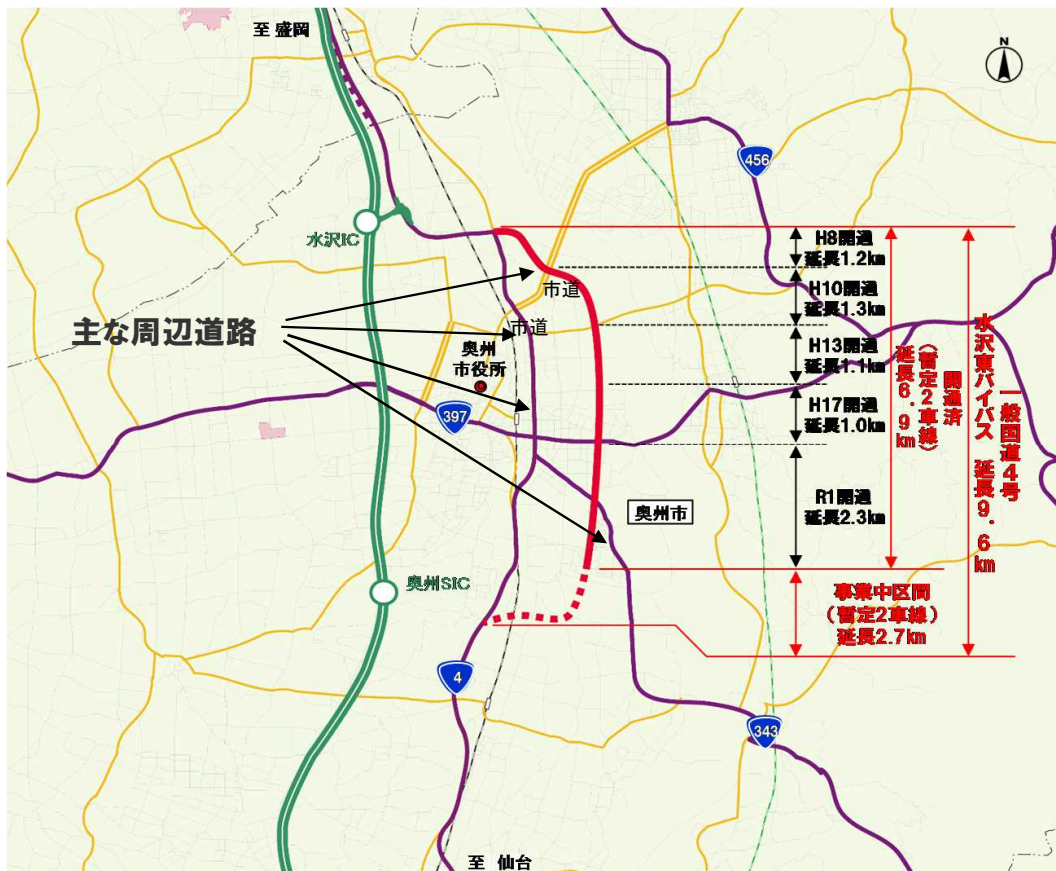 至 盛岡
N
456
水沢IC
H8開通
延長1.2km
市道
H10開通
延長1.3km
主な周辺道路
市道
奥州
市役所
H13開通
延長1.1km
397
H17開通
延長1.0km
開通済
(暫定2車線)
延長6.9km
一般国道4号
水沢東バイパス 延長9.6km
奥州市
R1開通
延長2.3km
奥州SIC
事業中区間
(暫定2車線)
延長2.7km
4
343
至 仙台